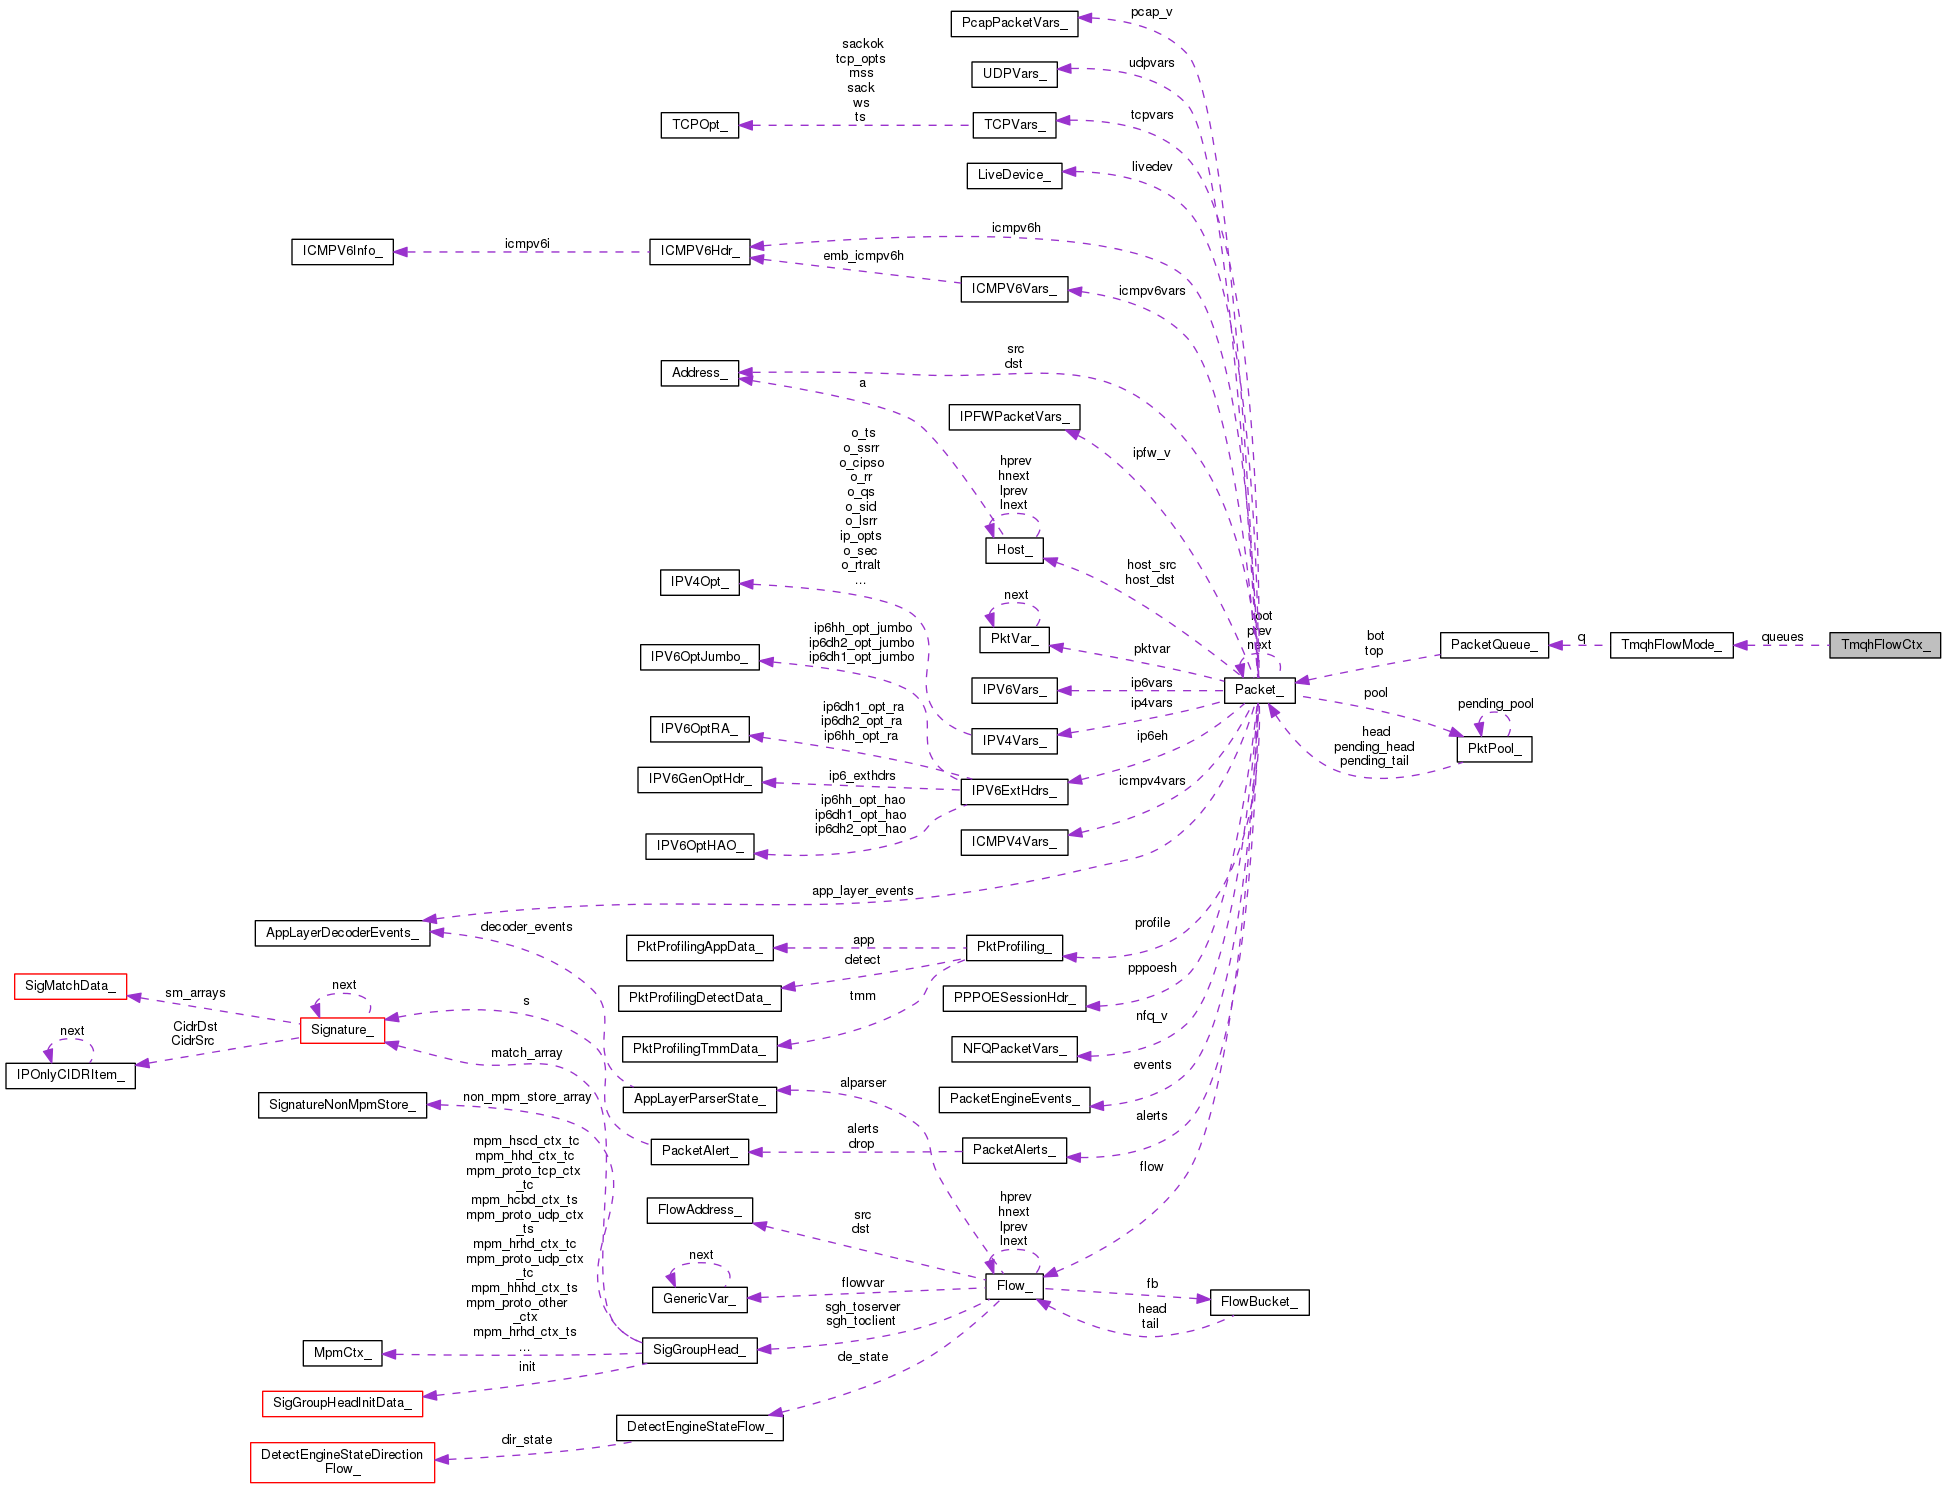 PcapPacketVars_
pcap_v
UDPVars_
udpvars
sackok
tcp_opts
mss
sack
ws
ts
TCPOpt_
TCPVars_
tcpvars
LiveDevice_
livedev
ICMPV6Info_
icmpv6i
ICMPV6Hdr_
icmpv6h
emb_icmpv6h
ICMPV6Vars_
icmpv6vars
Address_
src
dst
a
IPFWPacketVars_
ipfw_v
o_ts
o_ssrr
o_cipso
o_rr
o_qs
o_sid
o_lsrr
ip_opts
o_sec
o_rtralt
...
hprev
hnext
lprev
lnext
Host_
host_src
host_dst
IPV4Opt_
next
PktVar_
pktvar
root
prev
next
Packet_
bot
top
PacketQueue_
q
TmqhFlowMode_
queues
TmqhFlowCtx_
ip6hh_opt_jumbo
ip6dh2_opt_jumbo
ip6dh1_opt_jumbo
IPV6OptJumbo_
IPV6Vars_
ip6vars
pool
pending_pool
PktPool_
head
pending_head
pending_tail
ip6dh1_opt_ra
ip6dh2_opt_ra
ip6hh_opt_ra
IPV6OptRA_
IPV4Vars_
ip4vars
ip6eh
IPV6GenOptHdr_
ip6_exthdrs
IPV6ExtHdrs_
icmpv4vars
ip6hh_opt_hao
ip6dh1_opt_hao
ip6dh2_opt_hao
IPV6OptHAO_
ICMPV4Vars_
app_layer_events
AppLayerDecoderEvents_
decoder_events
PktProfilingAppData_
app
PktProfiling_
profile
detect
SigMatchData_
sm_arrays
next
Signature_
s
PktProfilingDetectData_
tmm
PPPOESessionHdr_
pppoesh
next
IPOnlyCIDRItem_
CidrDst
CidrSrc
match_array
PktProfilingTmmData_
NFQPacketVars_
nfq_v
SignatureNonMpmStore_
non_mpm_store_array
AppLayerParserState_
alparser
PacketEngineEvents_
events
PacketAlert_
alerts
drop
PacketAlerts_
alerts
mpm_hscd_ctx_tc
mpm_hhd_ctx_tc
mpm_proto_tcp_ctx
_tc
mpm_hcbd_ctx_ts
mpm_proto_udp_ctx
_ts
mpm_hrhd_ctx_tc
mpm_proto_udp_ctx
_tc
mpm_hhhd_ctx_ts
mpm_proto_other
_ctx
mpm_hrhd_ctx_ts
...
flow
FlowAddress_
src
dst
hprev
hnext
lprev
lnext
Flow_
next
GenericVar_
flowvar
fb
FlowBucket_
head
tail
sgh_toserver
sgh_toclient
MpmCtx_
SigGroupHead_
de_state
init
SigGroupHeadInitData_
DetectEngineStateFlow_
dir_state
DetectEngineStateDirection
Flow_